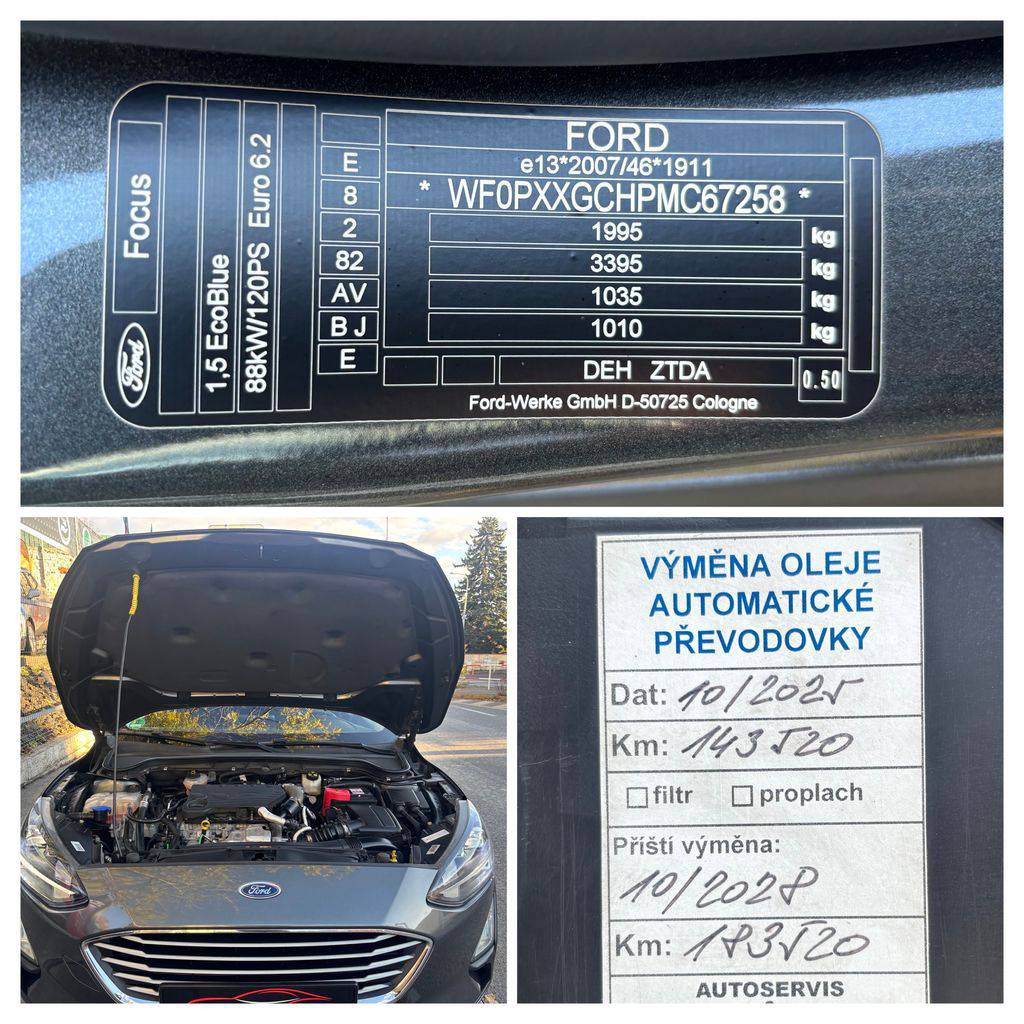 Focus
1,5 EcoBlue
88kW/120PS Euro 6.2
Ford
E
8
2
82
AV
B J
E
FORD
e13*2007/46*1911
* WF0PXXGCHPMC67258 *
1995 kg
3395 kg
1035 kg
1010 kg
DEH ZTDA
0.50
Ford-Werke GmbH D-50725 Cologne
Ford
VÝMĚNA OLEJE
AUTOMATICKÉ
PŘEVODOVKY
Dat: 10/2025
Km: 143520
filtr proplach
Příští výměna:
10/2028
Km: 183520
AUTOSERVIS